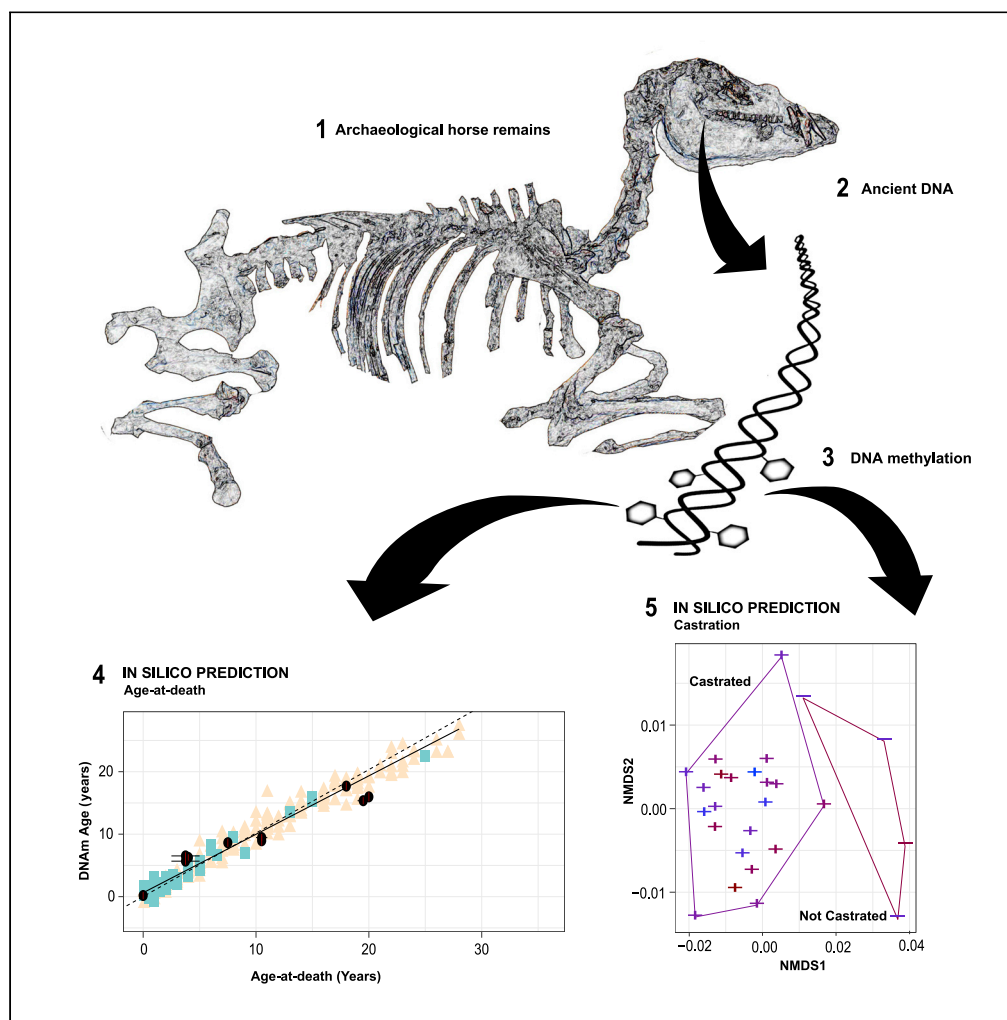 1 Archaeological horse remains
2 Ancient DNA
3 DNA methylation
4 IN SILICO PREDICTION
Age-at-death
DNAm Age (years)
20
10
0
0 10 20 30
Age-at-death (Years)
5 IN SILICO PREDICTION
Castration
Castrated
Not Castrated
NMDS2
0.01
0.00
−0.01
−0.02 0.00 0.02 0.04
NMDS1